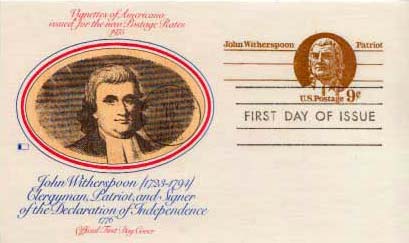 Vignettes of Americana
issued for the new Postage Rates
1975
John Witherspoon Patriot
U.S. Postage 9¢
FIRST DAY OF ISSUE
John Witherspoon (1723-1794)
Clergyman, Patriot, and Signer
of the Declaration of Independence
1776
Official First Day Cover